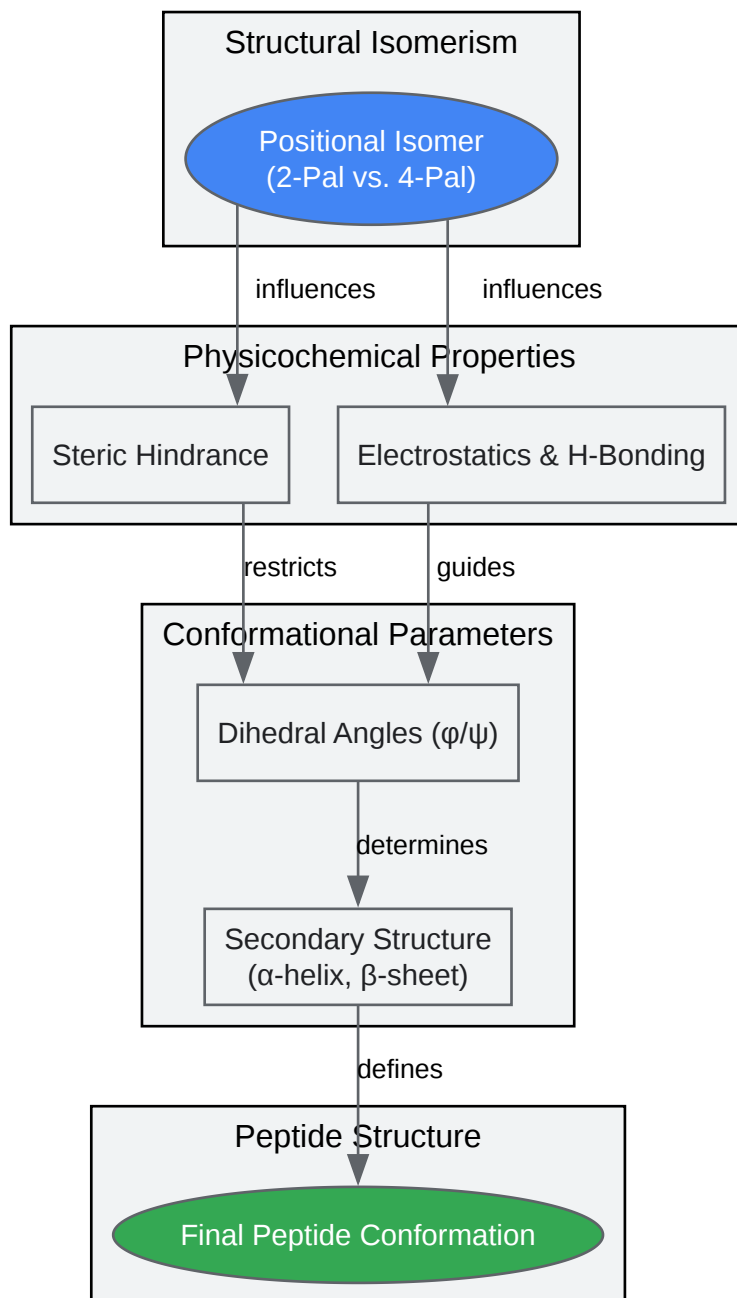 Structural Isomerism
Positional Isomer
(2-Pal vs. 4-Pal)
influences
influences
Physicochemical Properties
Steric Hindrance
Electrostatics & H-Bonding
restricts
guides
Conformational Parameters
Dihedral Angles (φ/ψ)
determines
Secondary Structure
(α-helix, β-sheet)
defines
Peptide Structure
Final Peptide Conformation